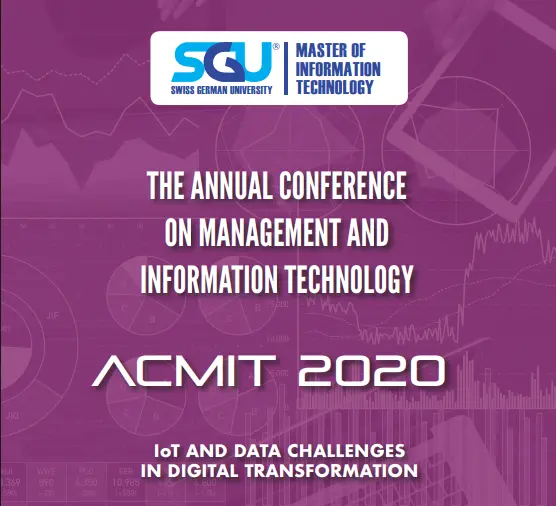 SGU®
SWISS GERMAN UNIVERSITY
MASTER OF
INFORMATION
TECHNOLOGY
THE ANNUAL CONFERENCE
ON MANAGEMENT AND
INFORMATION TECHNOLOGY
ACMIT 2020
IoT AND DATA CHALLENGES
IN DIGITAL TRANSFORMATION